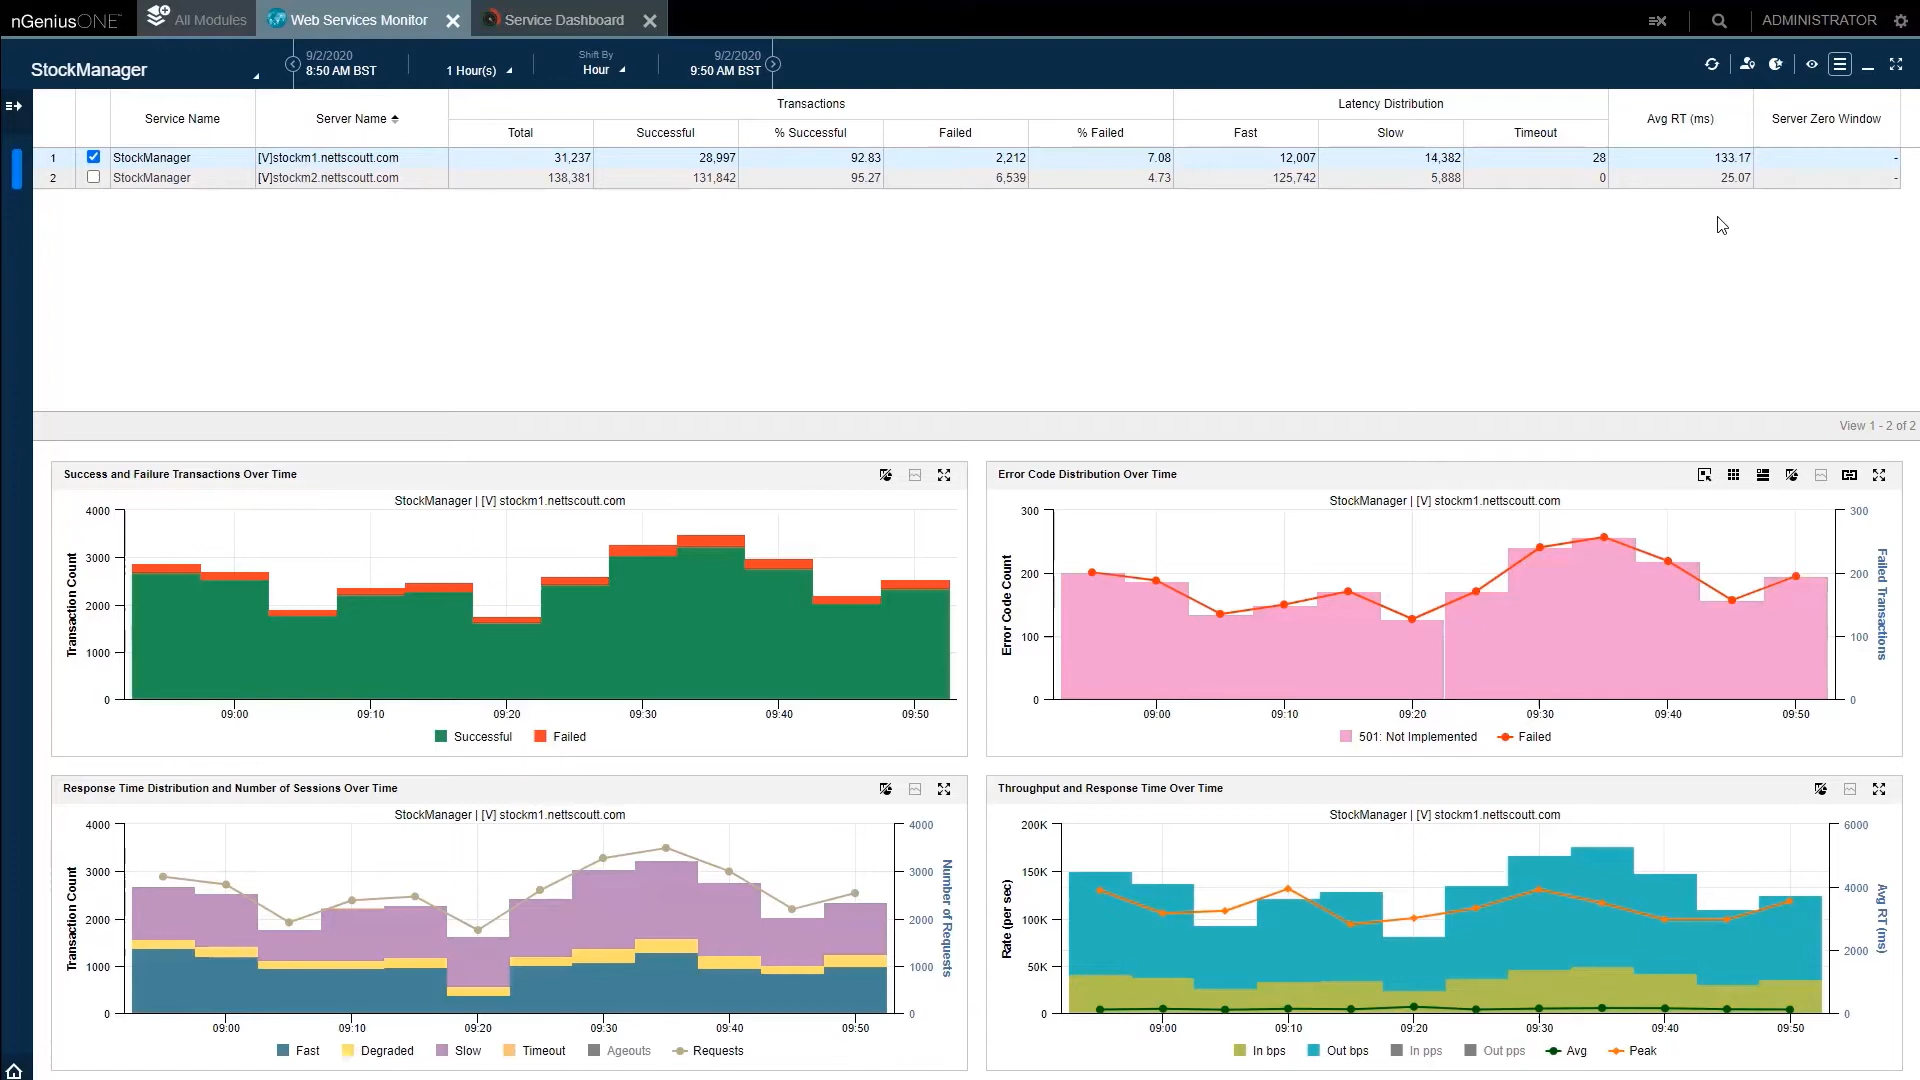 nGeniusONE™ All Modules Web Services Monitor Service Dashboard ADMINISTRATOR
StockManager 9/2/2020 8:50 AM BST 1 Hour(s) Shift By Hour 9/2/2020 9:50 AM BST
Transactions Latency Distribution
Service Name Server Name Avg RT (ms) Server Zero Window
Total Successful % Successful Failed % Failed Fast Slow Timeout
1 StockManager [V]stockm1.nettscoutt.com 31,237 28,997 92.83 2,212 7.08 12,007 14,382 28 133.17 -
2 StockManager [V]stockm2.nettscoutt.com 138,381 131,842 95.27 6,539 4.73 125,742 5,888 0 25.07 -
View 1 - 2 of 2
Success and Failure Transactions Over Time
StockManager | [V] stockm1.nettscoutt.com
Transaction Count
4000
3000
2000
1000
0
09:00 09:10 09:20 09:30 09:40 09:50
Successful Failed
Error Code Distribution Over Time
StockManager | [V] stockm1.nettscoutt.com
Error Code Count
300 300
200 200
100 100
0 0
Failed Transactions
09:00 09:10 09:20 09:30 09:40 09:50
501: Not Implemented Failed
Response Time Distribution and Number of Sessions Over Time
StockManager | [V] stockm1.nettscoutt.com
Transaction Count
4000 4000
3000 3000
2000 2000
1000 1000
0 0
Number of Requests
09:00 09:10 09:20 09:30 09:40 09:50
Fast Degraded Slow Timeout Ageouts Requests
Throughput and Response Time Over Time
StockManager | [V] stockm1.nettscoutt.com
Rate (per sec)
200K 6000
150K 4000
100K 2000
50K 0
0
Avg RT (ms)
09:00 09:10 09:20 09:30 09:40 09:50
In bps Out bps In pps Out pps Avg Peak